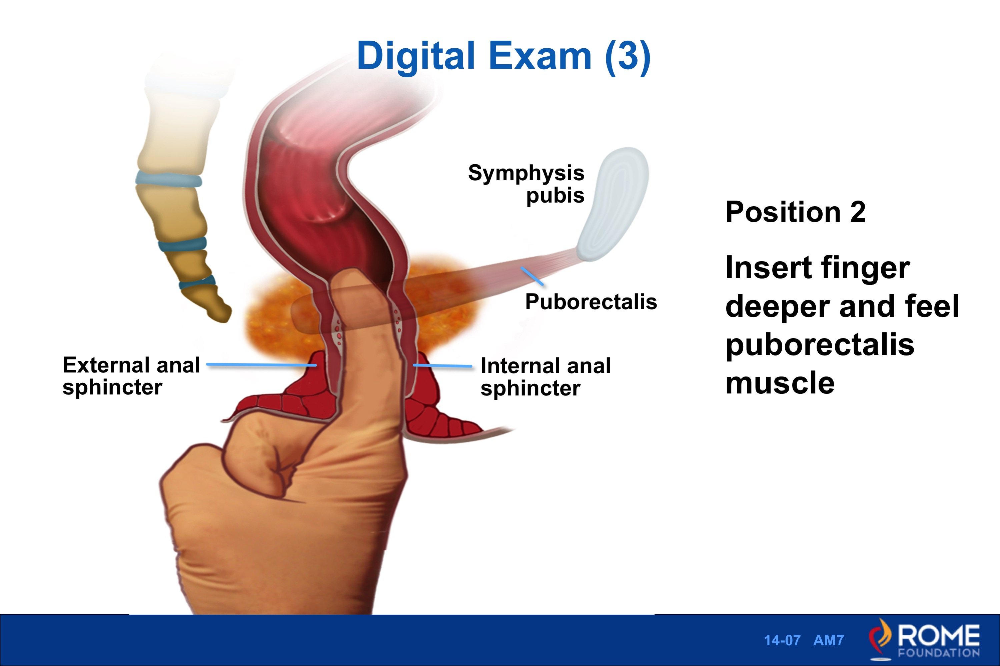 Digital Exam (3)
Symphysis
pubis
Position 2
Insert finger
deeper and feel
puborectalis
muscle
Puborectalis
External anal
sphincter
Internal anal
sphincter
14-07 AM7
ROME
FOUNDATION